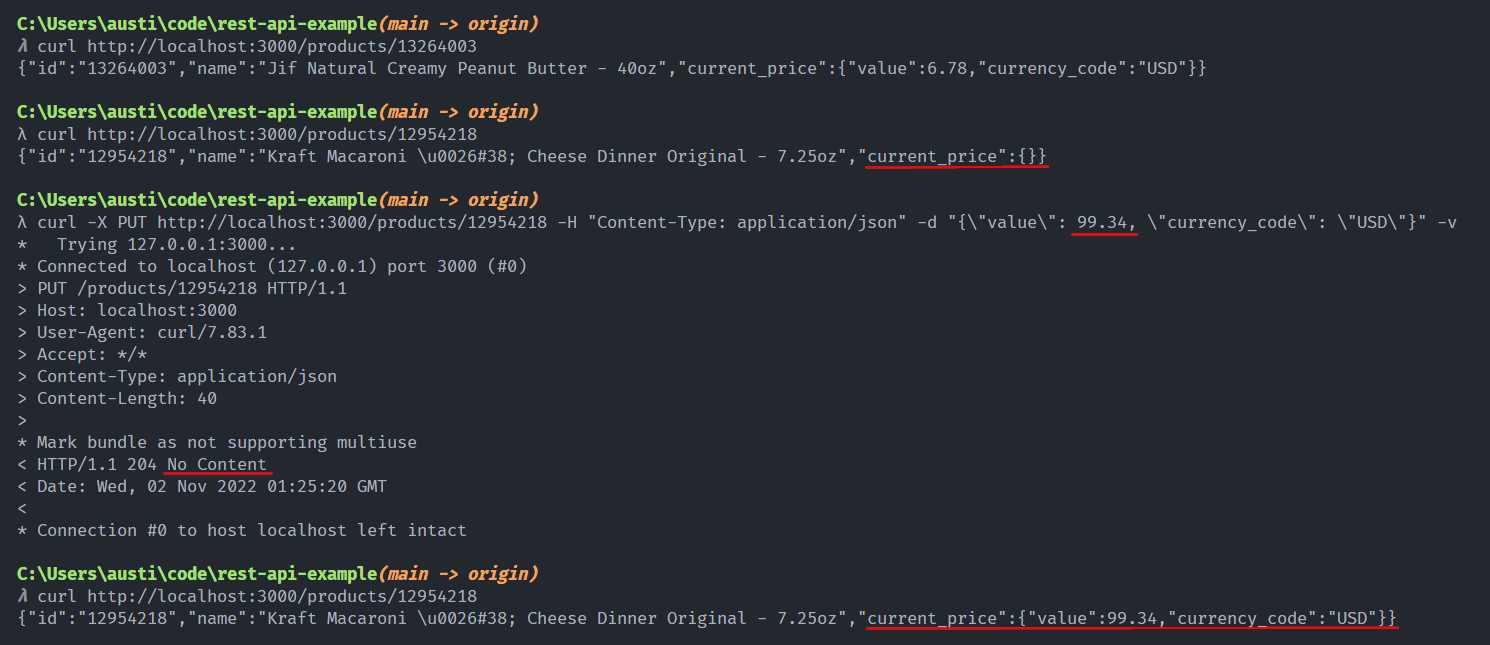 C:\Users\austi\code\rest-api-example(main -> origin)
λ curl http://localhost:3000/products/13264003
{"id":"13264003","name":"Jif Natural Creamy Peanut Butter - 40oz","current_price":{"value":6.78,"currency_code":"USD"}}
C:\Users\austi\code\rest-api-example(main -> origin)
λ curl http://localhost:3000/products/12954218
{"id":"12954218","name":"Kraft Macaroni \u0026#38; Cheese Dinner Original - 7.25oz","current_price":{}}
C:\Users\austi\code\rest-api-example(main -> origin)
λ curl -X PUT http://localhost:3000/products/12954218 -H "Content-Type: application/json" -d "{\"value\": 99.34, \"currency_code\": \"USD\"}" -v
*   Trying 127.0.0.1:3000...
* Connected to localhost (127.0.0.1) port 3000 (#0)
> PUT /products/12954218 HTTP/1.1
> Host: localhost:3000
> User-Agent: curl/7.83.1
> Accept: */*
> Content-Type: application/json
> Content-Length: 40
>
* Mark bundle as not supporting multiuse
< HTTP/1.1 204 No Content
< Date: Wed, 02 Nov 2022 01:25:20 GMT
<
* Connection #0 to host localhost left intact
C:\Users\austi\code\rest-api-example(main -> origin)
λ curl http://localhost:3000/products/12954218
{"id":"12954218","name":"Kraft Macaroni \u0026#38; Cheese Dinner Original - 7.25oz","current_price":{"value":99.34,"currency_code":"USD"}}